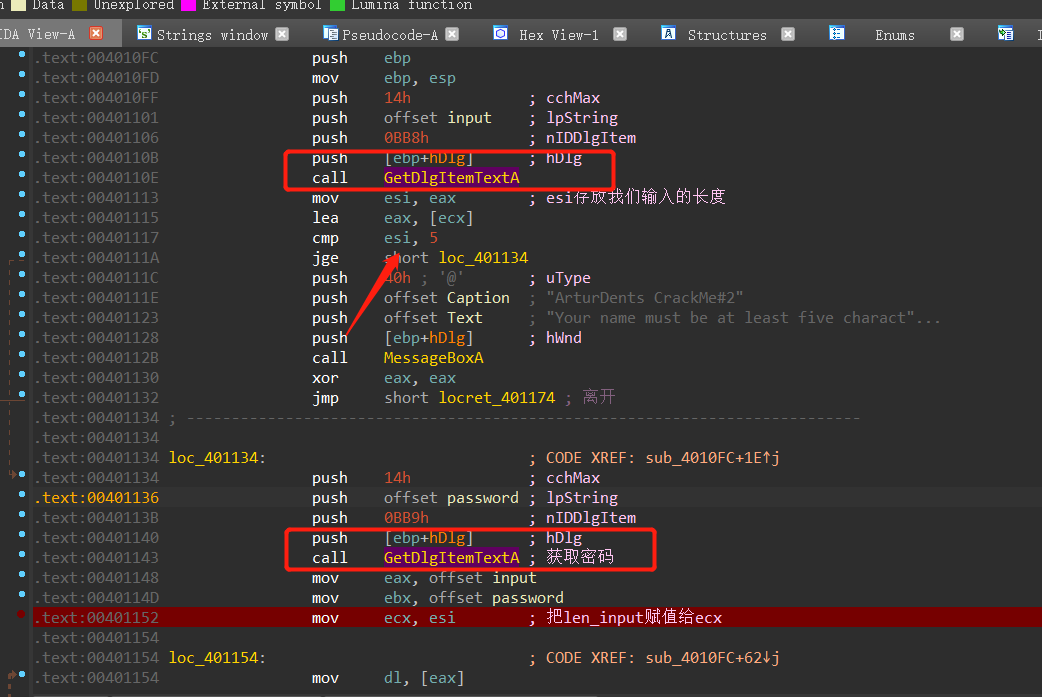 Data Unexplored External symbol Lumina function
IDA View-A Strings window Pseudocode-A Hex View-1 Structures Enums
.text:004010FC push ebp
.text:004010FD mov ebp, esp
.text:004010FF push 14h ; cchMax
.text:00401101 push offset input ; lpString
.text:00401106 push 0BB8h ; nIDDlgItem
.text:0040110B push [ebp+hDlg] ; hDlg
.text:0040110E call GetDlgItemTextA
.text:00401113 mov esi, eax ; esi存放我们输入的长度
.text:00401115 lea eax, [ecx]
.text:00401117 cmp esi, 5
.text:0040111A jge short loc_401134
.text:0040111C push 40h ; '@' ; uType
.text:0040111E push offset Caption ; "ArturDents CrackMe#2"
.text:00401123 push offset Text ; "Your name must be at least five charact"...
.text:00401128 push [ebp+hDlg] ; hWnd
.text:0040112B call MessageBoxA
.text:00401130 xor eax, eax
.text:00401132 jmp short locret_401174 ; 离开
.text:00401134 ; ---------------------------------------------------------------------------
.text:00401134
.text:00401134 loc_401134: ; CODE XREF: sub_4010FC+1E↑j
.text:00401134 push 14h ; cchMax
.text:00401136 push offset password ; lpString
.text:0040113B push 0BB9h ; nIDDlgItem
.text:00401140 push [ebp+hDlg] ; hDlg
.text:00401143 call GetDlgItemTextA ; 获取密码
.text:00401148 mov eax, offset input
.text:0040114D mov ebx, offset password
.text:00401152 mov ecx, esi ; 把len_input赋值给ecx
.text:00401154
.text:00401154 loc_401154: ; CODE XREF: sub_4010FC+62↓j
.text:00401154 mov dl, [eax]